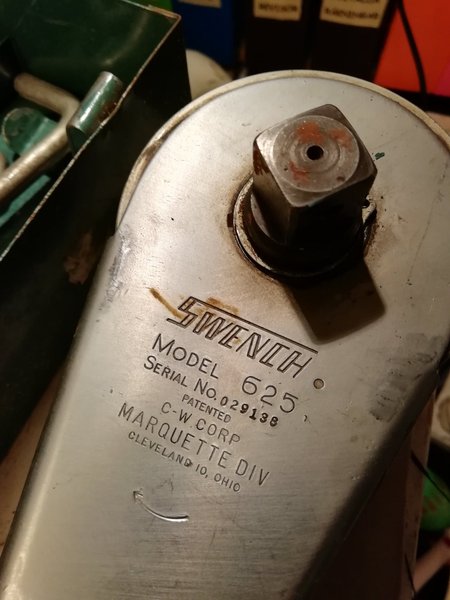 SWENCH
MODEL 625
SERIAL NO. 029138
PATENTED
C-W CORP
MARQUETTE DIV
CLEVELAND 10, OHIO